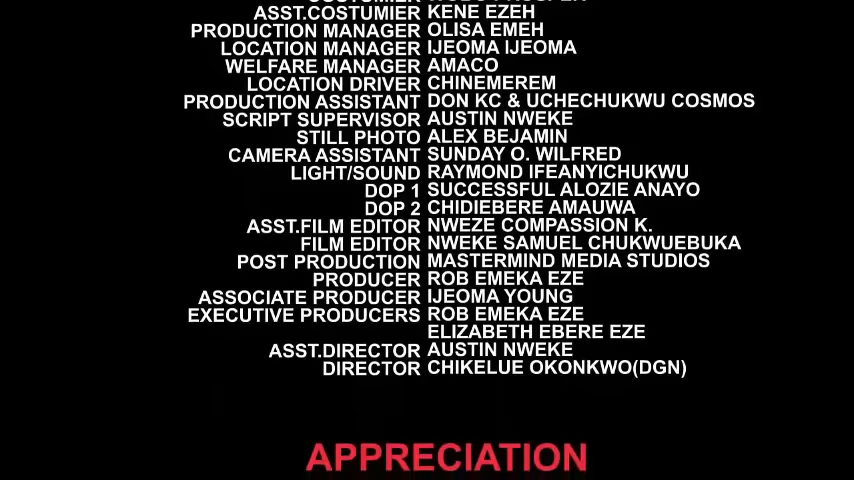 ASST.COSTUMIER KENE EZEH
PRODUCTION MANAGER OLISA EMEH
LOCATION MANAGER IJEOMA IJEOMA
WELFARE MANAGER AMACO
LOCATION DRIVER CHINEMEREM
PRODUCTION ASSISTANT DON KC & UCHECHUKWU COSMOS
SCRIPT SUPERVISOR AUSTIN NWEKE
STILL PHOTO ALEX BEJAMIN
CAMERA ASSISTANT SUNDAY O. WILFRED
LIGHT/SOUND RAYMOND IFEANYICHUKWU
DOP 1 SUCCESSFUL ALOZIE ANAYO
DOP 2 CHIDIEBERE AMAUWA
ASST.FILM EDITOR NWEZE COMPASSION K.
FILM EDITOR NWEKE SAMUEL CHUKWUEBUKA
POST PRODUCTION MASTERMIND MEDIA STUDIOS
PRODUCER ROB EMEKA EZE
ASSOCIATE PRODUCER IJEOMA YOUNG
EXECUTIVE PRODUCERS ROB EMEKA EZE
ELIZABETH EBERE EZE
ASST.DIRECTOR AUSTIN NWEKE
DIRECTOR CHIKELUE OKONKWO(DGN)
APPRECIATION